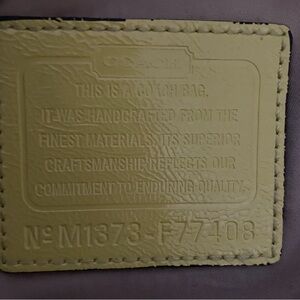 COACH
THIS IS A COACH BAG.
IT WAS HANDCRAFTED FROM THE
FINEST MATERIALS. ITS SUPERIOR
CRAFTSMANSHIP REFLECTS OUR
COMMITMENT TO ENDURING QUALITY.
Nº M1373-F77408